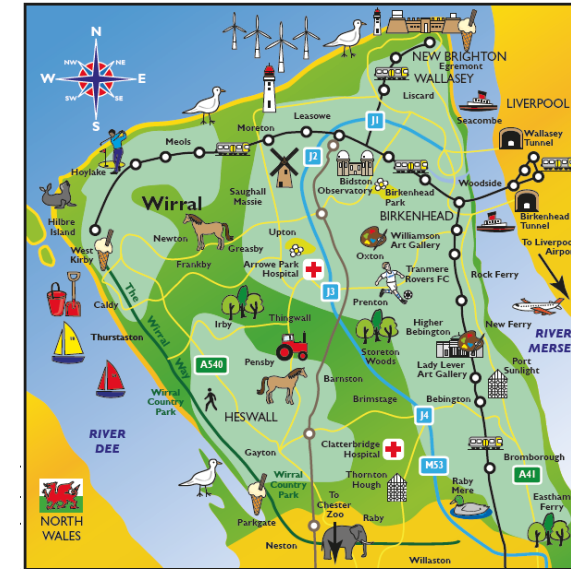 N
NW
NE
W
E
SW
SE
S
NEW BRIGHTON
Egremont
WALLASEY
Liscard
LIVERPOOL
Seacombe
Leasowe
J1
Moreton
Wallasey
Tunnel
Meols
J2
Hoylake
Bidston
Observatory
Birkenhead
Park
Woodside
Saughall
Massie
Hilbre
Island
Wirral
BIRKENHEAD
Birkenhead
Tunnel
Newton
Upton
Williamson
Art Gallery
To Liverpoo
Airpor
West
Kirby
Greasby
Oxton
Frankby
Arrowe Park
Hospital
Tranmere
Rovers FC
Rock Ferry
J3
Caldy
The Wirral Way
Prenton
Irby
Thingwall
Higher
Bebington
New Ferry
RIVER
MERSE
Thurstaston
Storeton
Woods
A540
Pensby
Lady Lever
Art Gallery
Port
Sunlight
Barnston
Wirral
Country
Park
Brimstage
Bebington
HESWALL
J4
RIVER
DEE
Clatterbridge
Hospital
Gayton
Bromborough
M53
A41
Wirral
Country
Park
Thornton
Hough
Raby
Mere
NORTH
WALES
To
Chester
Zoo
Eastham
Ferry
Parkgate
Raby
Neston
Willaston